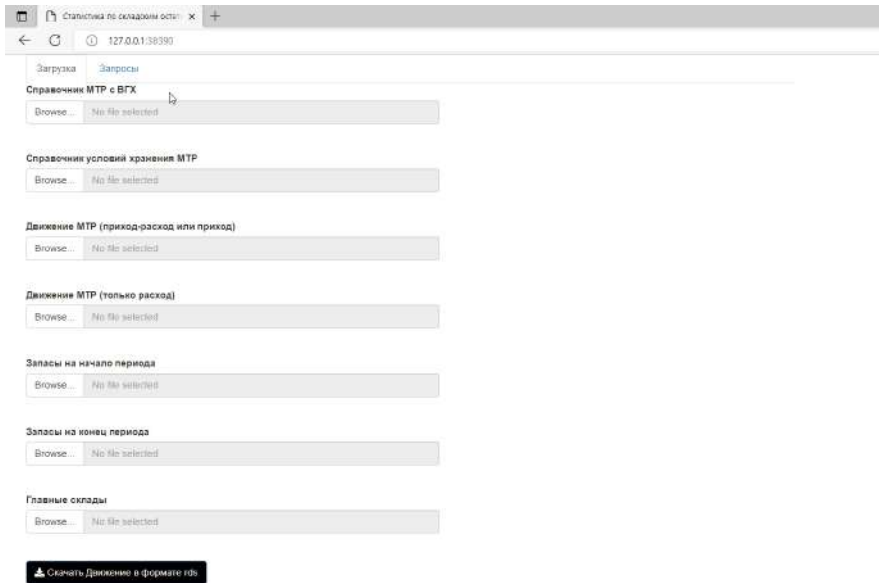 Статистика по складским остат
127.0.0.1:38390
Загрузка Запросы
Справочник МТР с ВГХ
Browse... No file selected
Справочник условий хранения МТР
Browse... No file selected
Движение МТР (приход-расход или приход)
Browse... No file selected
Движение МТР (только расход)
Browse... No file selected
Запасы на начало периода
Browse... No file selected
Запасы на конец периода
Browse... No file selected
Главные склады
Browse... No file selected
Скачать Движение в формате rds